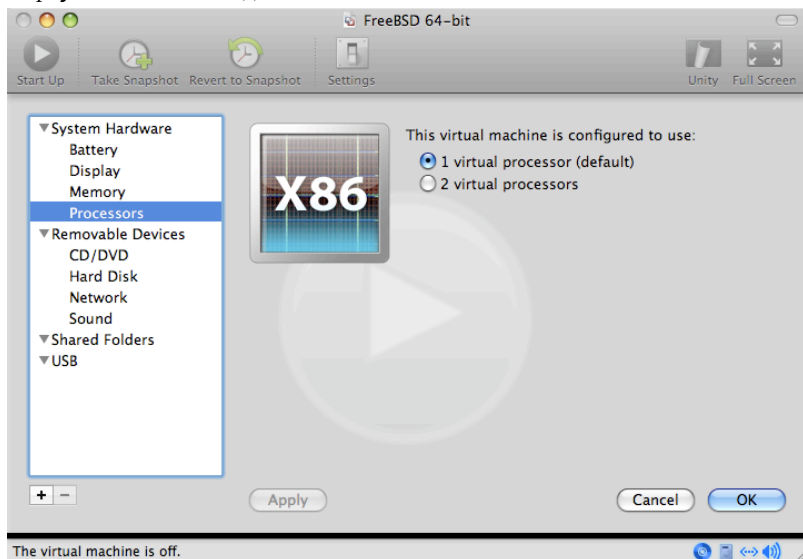 FreeBSD 64-bit
Start Up Take Snapshot Revert to Snapshot Settings Unity Full Screen
System Hardware
Battery
Display
Memory
Processors
Removable Devices
CD/DVD
Hard Disk
Network
Sound
Shared Folders
USB
X86
This virtual machine is configured to use:
1 virtual processor (default)
2 virtual processors
+ −
Apply Cancel OK
The virtual machine is off.